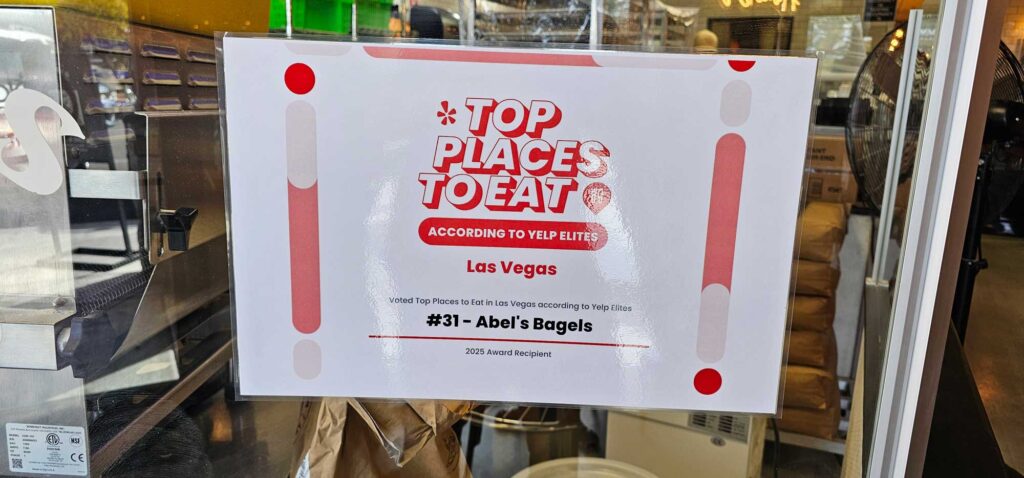 TOP
PLACES
TO EAT
ACCORDING TO YELP ELITES
Las Vegas
Voted Top Places to Eat in Las Vegas according to Yelp Elites
#31 - Abel's Bagels
2025 Award Recipient
NSF